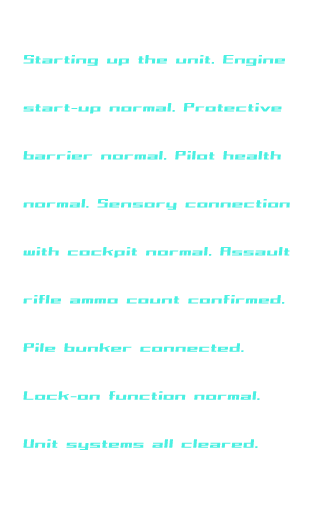 Starting up the unit. Engine
start-up normal. Protective
barrier normal. Pilot health
normal. Sensory connection
with cockpit normal. Assault
rifle ammo count confirmed.
Pile bunker connected.
Lock-on function normal.
Unit systems all cleared.